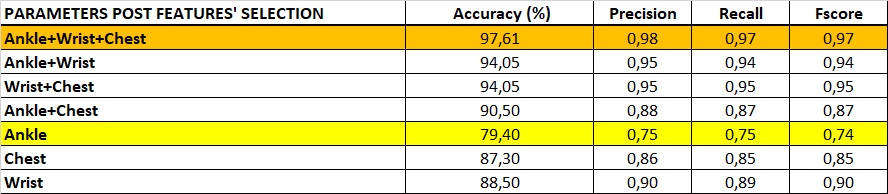 PARAMETERS POST FEATURES' SELECTION Accuracy (%) Precision Recall Fscore
Ankle+Wrist+Chest 97,61 0,98 0,97 0,97
Ankle+Wrist 94,05 0,95 0,94 0,94
Wrist+Chest 94,05 0,95 0,95 0,95
Ankle+Chest 90,50 0,88 0,87 0,87
Ankle 79,40 0,75 0,75 0,74
Chest 87,30 0,86 0,85 0,85
Wrist 88,50 0,90 0,89 0,90